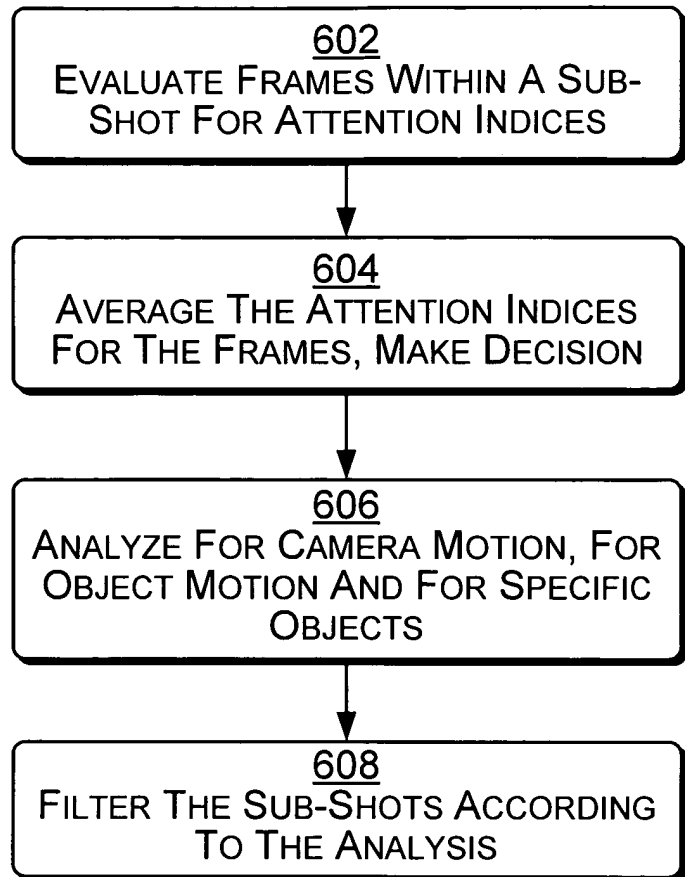 602
EVALUATE FRAMES WITHIN A SUB-
SHOT FOR ATTENTION INDICES
604
AVERAGE THE ATTENTION INDICES
FOR THE FRAMES, MAKE DECISION
606
ANALYZE FOR CAMERA MOTION, FOR
OBJECT MOTION AND FOR SPECIFIC
OBJECTS
608
FILTER THE SUB-SHOTS ACCORDING
TO THE ANALYSIS